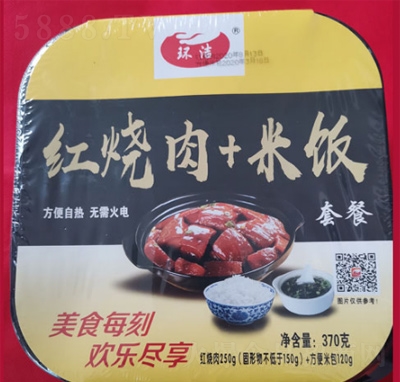 环洁®
红烧肉+米饭
方便自热 无需火电
套餐
图片仅供参考!
美食每刻
欢乐尽享
净含量: 370克
红烧肉250g(固形物不低于150g)+方便米包120g